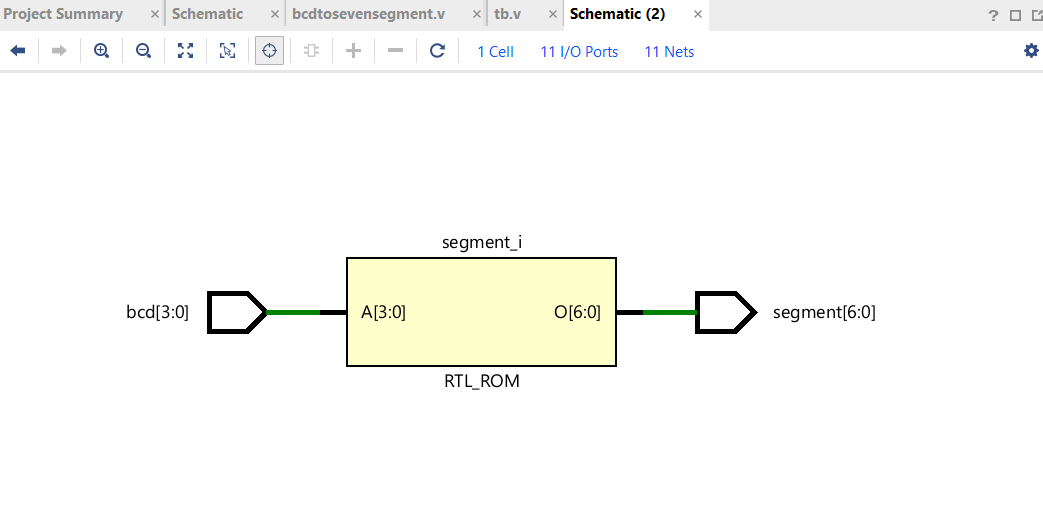 Project Summary × Schematic × bcdtosevensegment.v × tb.v × Schematic (2) × ?
1 Cell 11 I/O Ports 11 Nets
segment_i
bcd[3:0] A[3:0] O[6:0] segment[6:0]
RTL_ROM